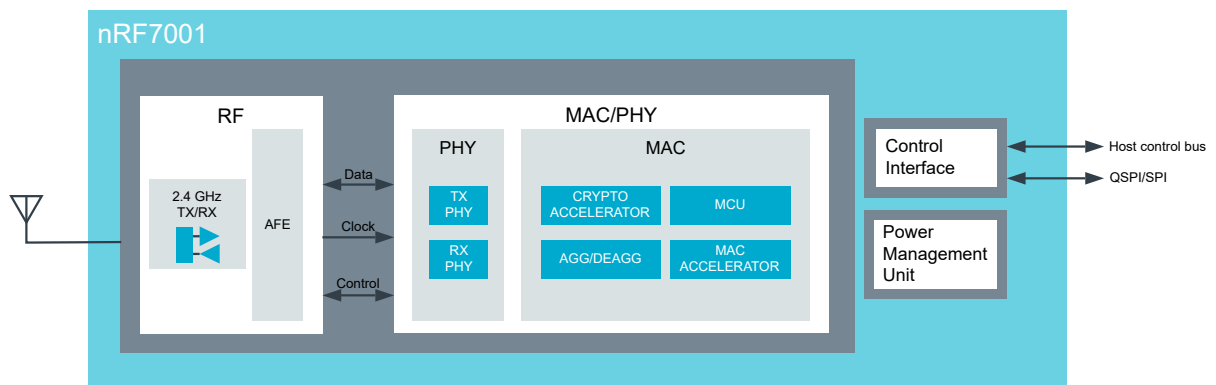 nRF7001
RF
2.4 GHz
TX/RX
AFE
Data
Clock
Control
MAC/PHY
PHY
TX
PHY
RX
PHY
MAC
CRYPTO
ACCELERATOR
MCU
AGG/DEAGG
MAC
ACCELERATOR
Control
Interface
Host control bus
QSPI/SPI
Power
Management
Unit